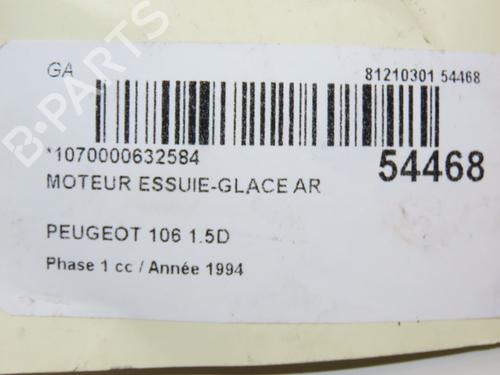 GA
81210301 54468
*1070000632584
54468
MOTEUR ESSUIE-GLACE AR
PEUGEOT 106 1.5D
Phase 1 cc / Année 1994
B-PARTS